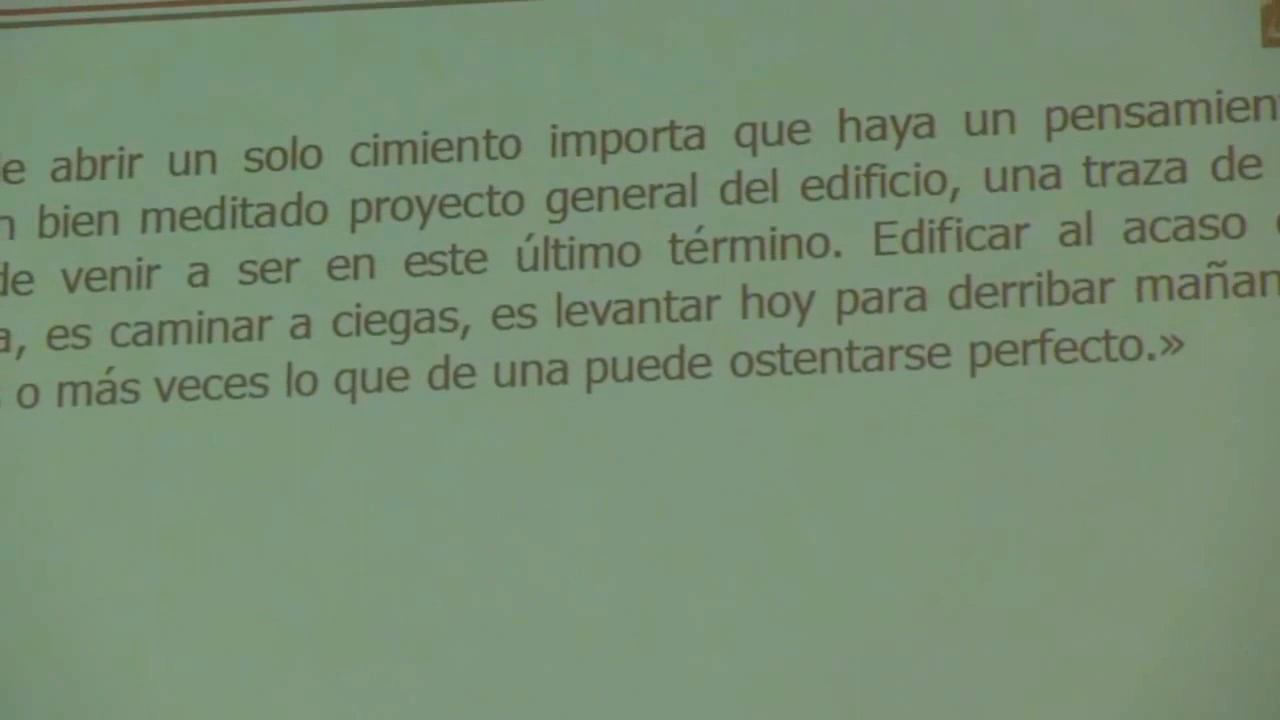 abrir un solo cimiento importa que haya un
bien meditado proyecto general del edificio, una traza de
de venir a ser en este último término. Edificar al acaso
es caminar a ciegas, es levantar hoy para derribar
o más veces lo que de una puede ostentarse perfecto.»